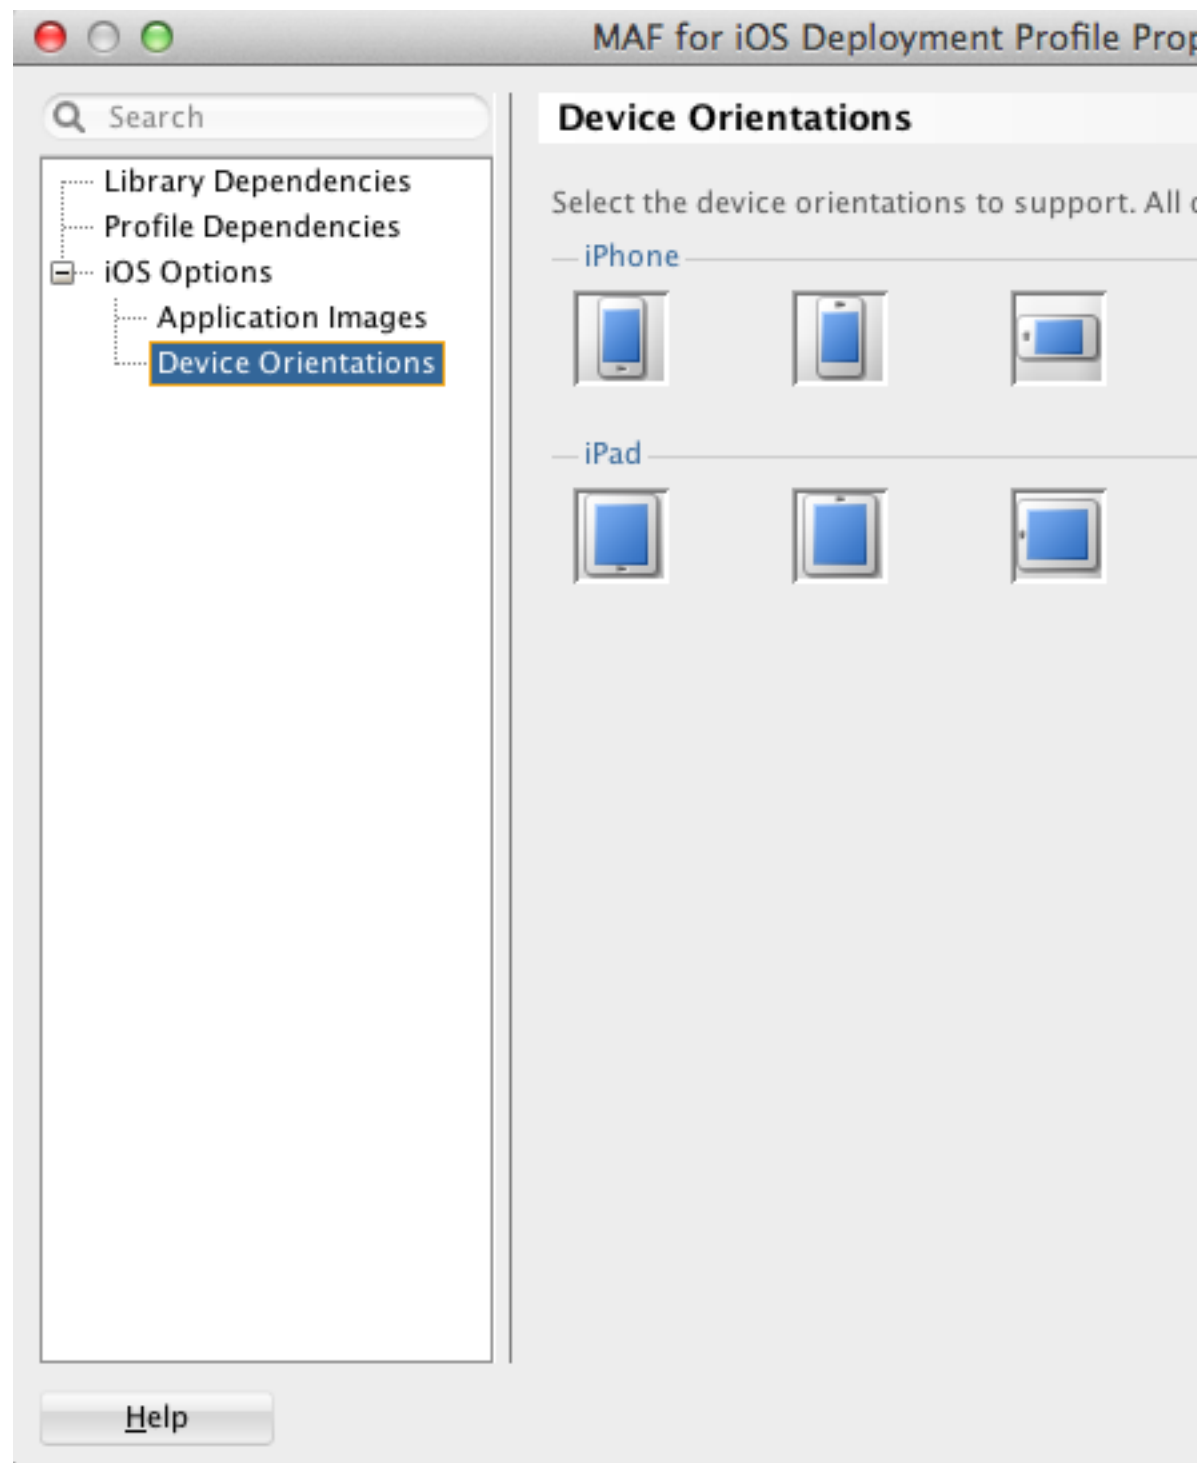 MAF for iOS Deployment Profile
Search
Library Dependencies
Profile Dependencies
iOS Options
Application Images
Device Orientations
Device Orientations
Select the device orientations to support. All
iPhone
iPad
Help